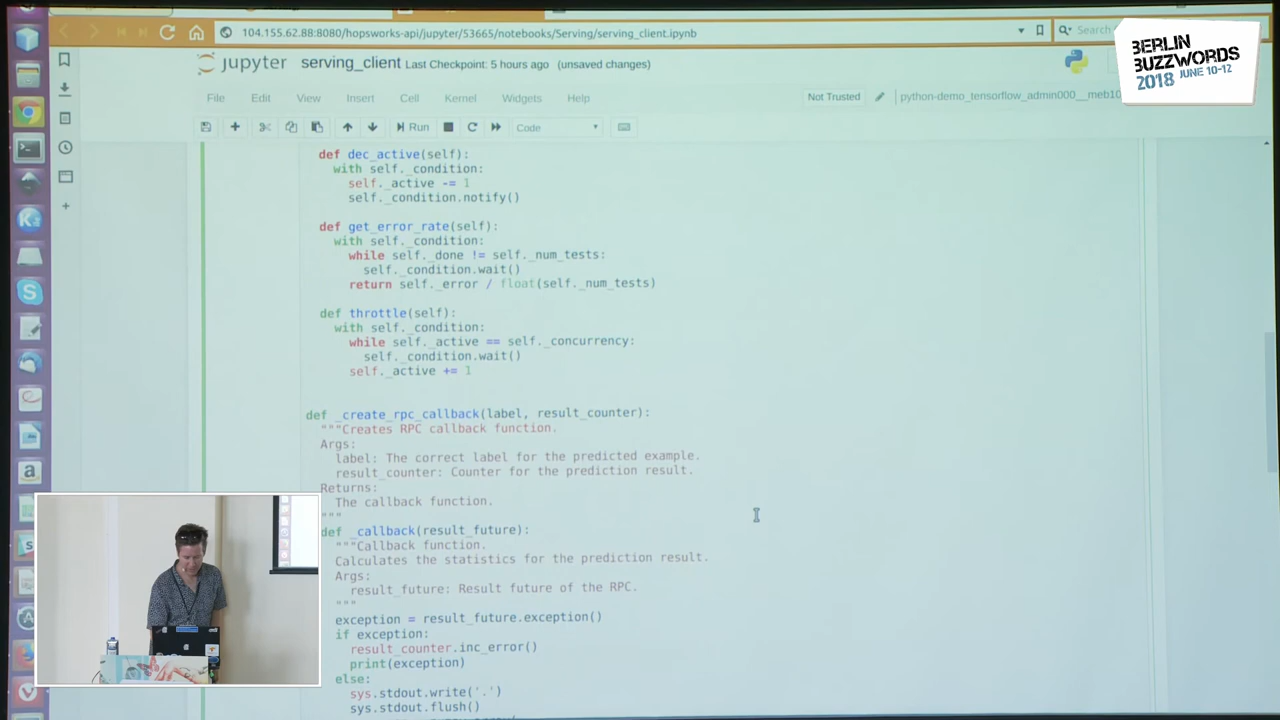 104.155.62.88:8080/hopsworks-api/jupyter/53665/notebooks/Serving/serving_client.ipynb
Search
BERLIN
BUZZWORDS
2018 JUNE 10-12
jupyter serving_client Last Checkpoint: 5 hours ago (unsaved changes)
File Edit View Insert Cell Kernel Widgets Help
Not Trusted
python-demo_tensorflow_admin000__meb10
Run
Code
def dec_active(self):
with self._condition:
self._active -= 1
self._condition.notify()
def get_error_rate(self):
with self._condition:
while self._done != self._num_tests:
self._condition.wait()
return self._error / float(self._num_tests)
def throttle(self):
with self._condition:
while self._active == self._concurrency:
self._condition.wait()
self._active += 1
def _create_rpc_callback(label, result_counter):
"""Creates RPC callback function.
Args:
label: The correct label for the predicted example.
result_counter: Counter for the prediction result.
Returns:
The callback function.
"""
def _callback(result_future):
"""Callback function.
Calculates the statistics for the prediction result.
Args:
result_future: Result future of the RPC.
"""
exception = result_future.exception()
if exception:
result_counter.inc_error()
print(exception)
else:
sys.stdout.write('.')
sys.stdout.flush()